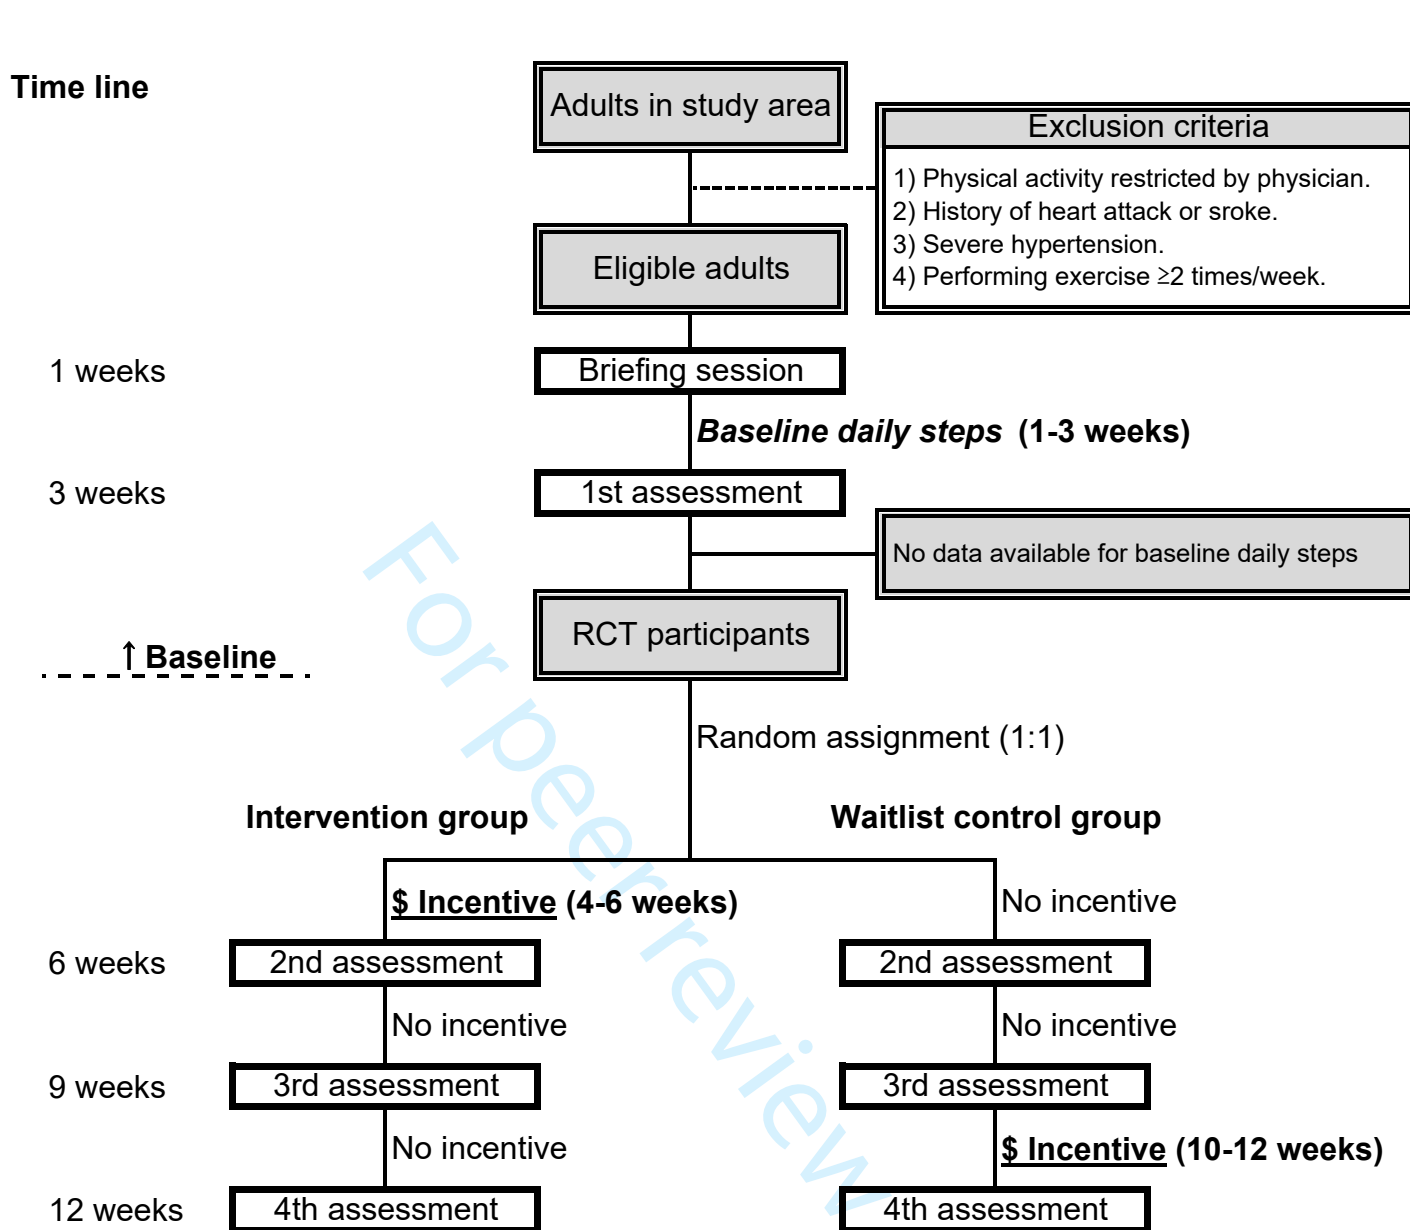 Time line
Adults in study area
Exclusion criteria
1) Physical activity restricted by physician.
2) History of heart attack or sroke.
3) Severe hypertension.
4) Performing exercise ≥2 times/week.
Eligible adults
1 weeks
Briefing session
Baseline daily steps (1-3 weeks)
3 weeks
1st assessment
No data available for baseline daily steps
RCT participants
↑ Baseline
Random assignment (1:1)
Intervention group
Waitlist control group
$ Incentive (4-6 weeks)
No incentive
6 weeks
2nd assessment
2nd assessment
No incentive
No incentive
9 weeks
3rd assessment
3rd assessment
No incentive
$ Incentive (10-12 weeks)
12 weeks
4th assessment
4th assessment
For peer review